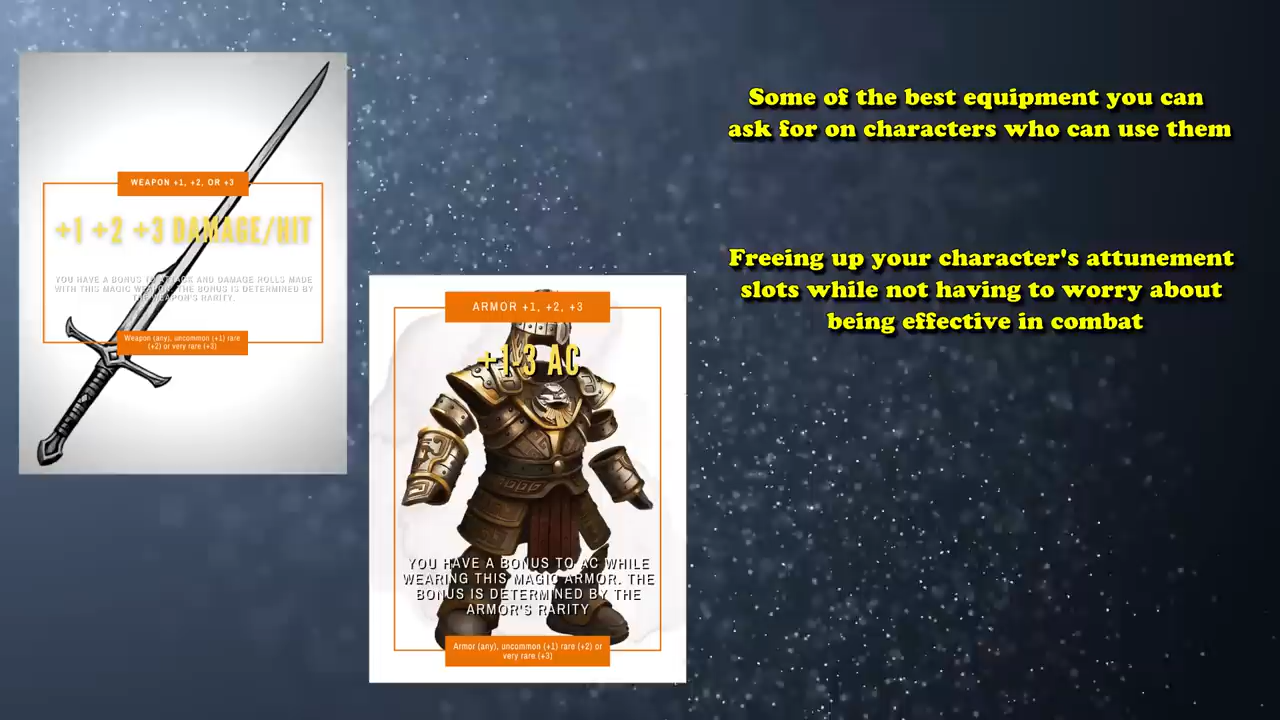 WEAPON +1, +2, OR +3
+1 +2 +3 DAMAGE/HIT
YOU HAVE A BONUS TO ATTACK AND DAMAGE ROLLS MADE
WITH THIS MAGIC WEAPON. THE BONUS IS DETERMINED BY
THE WEAPON'S RARITY.
Weapon (any), uncommon (+1) rare
(+2) or very rare (+3)
ARMOR +1, +2, +3
+1-3 AC
YOU HAVE A BONUS TO AC WHILE
WEARING THIS MAGIC ARMOR. THE
BONUS IS DETERMINED BY THE
ARMOR'S RARITY
Armor (any), uncommon (+1) rare (+2) or
very rare (+3)
Some of the best equipment you can
ask for on characters who can use them
Freeing up your character's attunement
slots while not having to worry about
being effective in combat